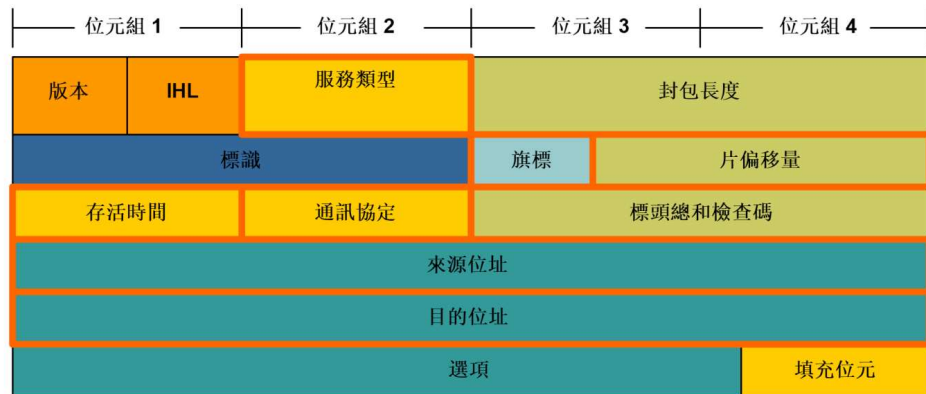 位元組 1 位元組 2 位元組 3 位元組 4
版本 IHL 服務類型 封包長度
標識 旗標 片偏移量
存活時間 通訊協定 標頭總和檢查碼
來源位址
目的位址
選項 填充位元